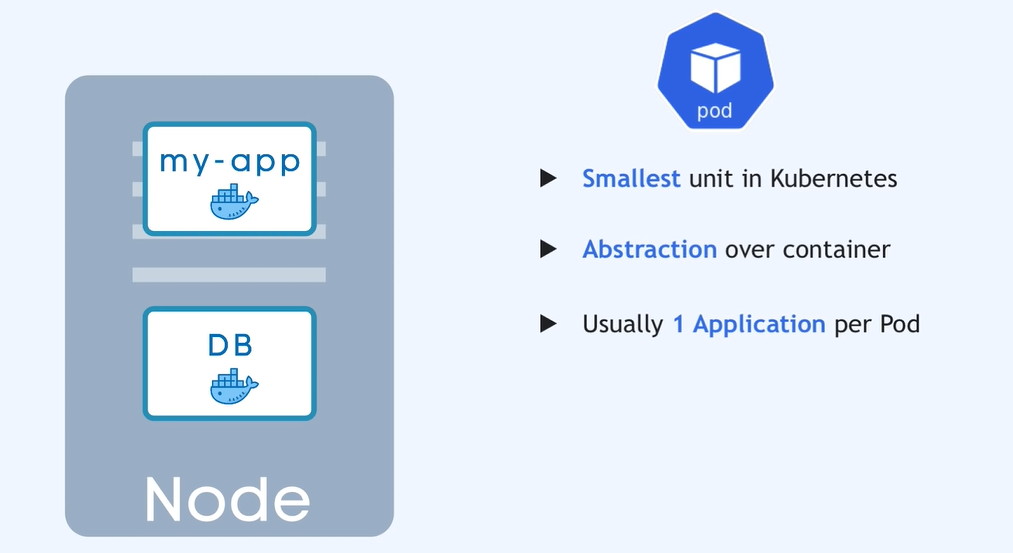 my-app
DB
Node
pod
Smallest unit in Kubernetes
Abstraction over container
Usually 1 Application per Pod